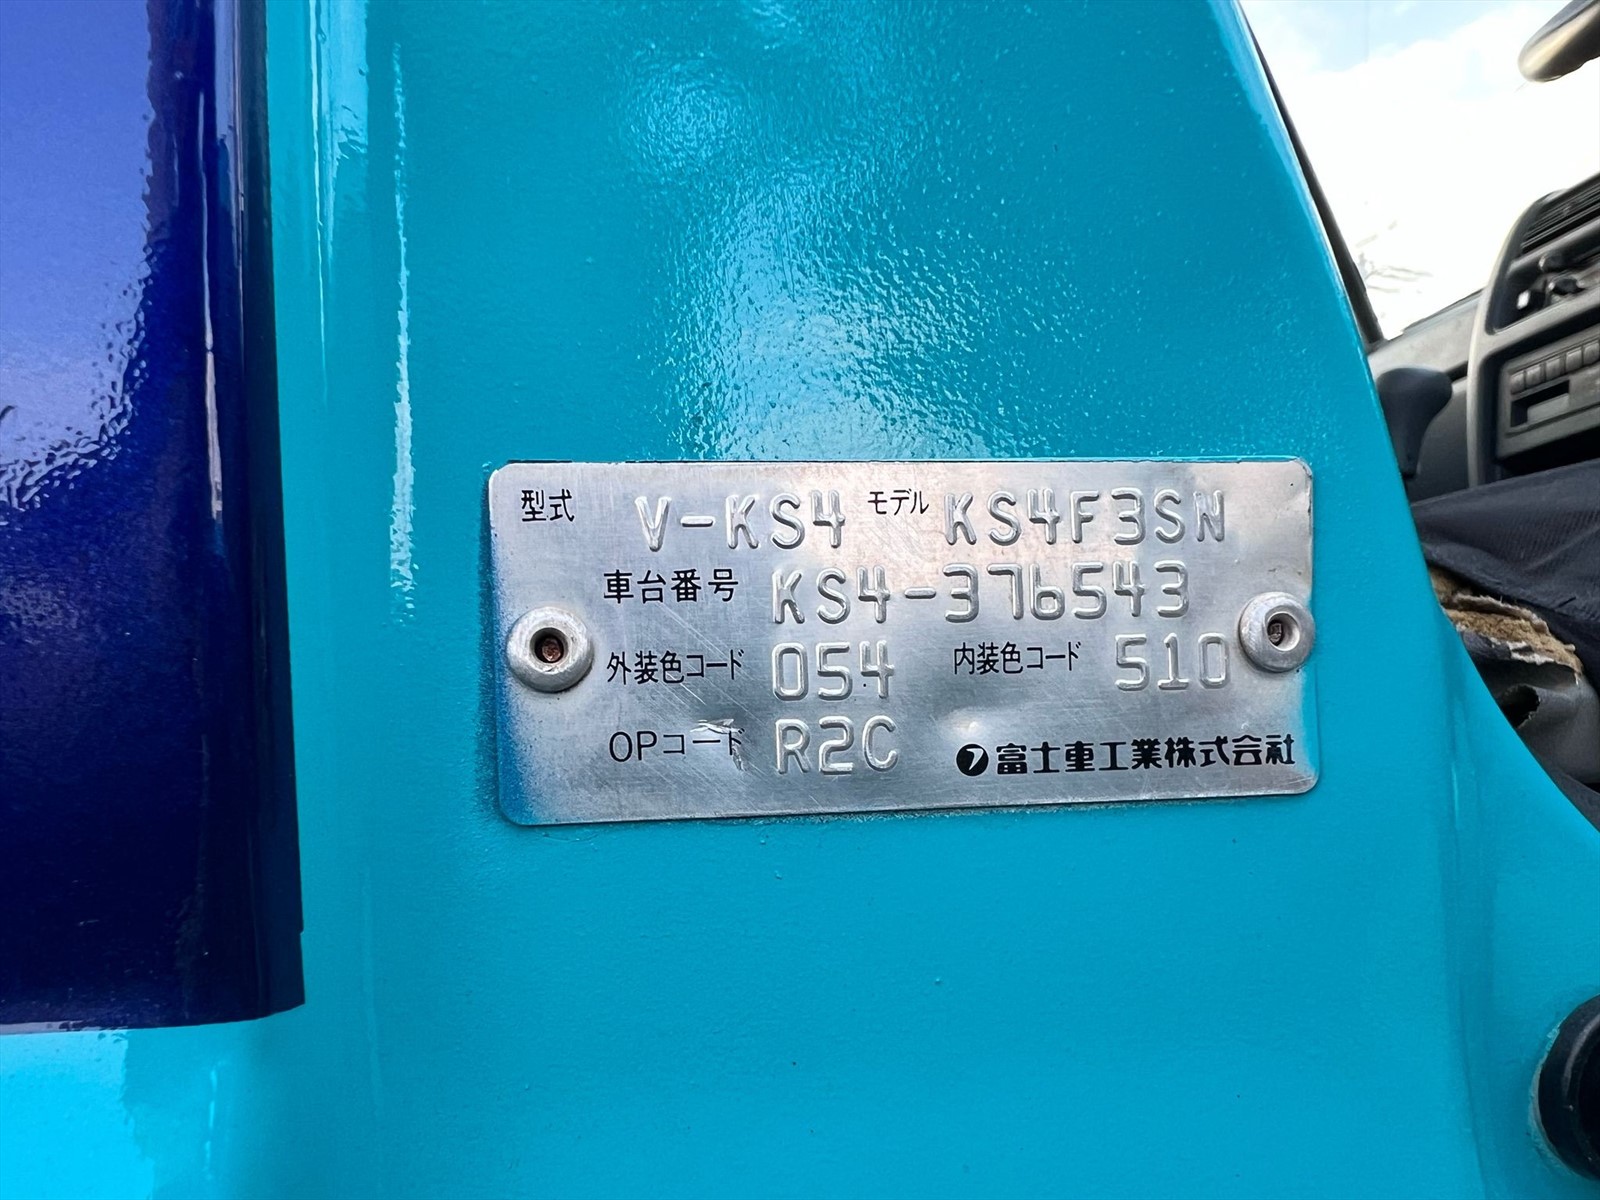 型式 V-KS4 モデル KS4F3SN
車台番号 KS4-376543
外装色コード 054 内装色コード 510
OPコード R2C 富士重工業株式会社